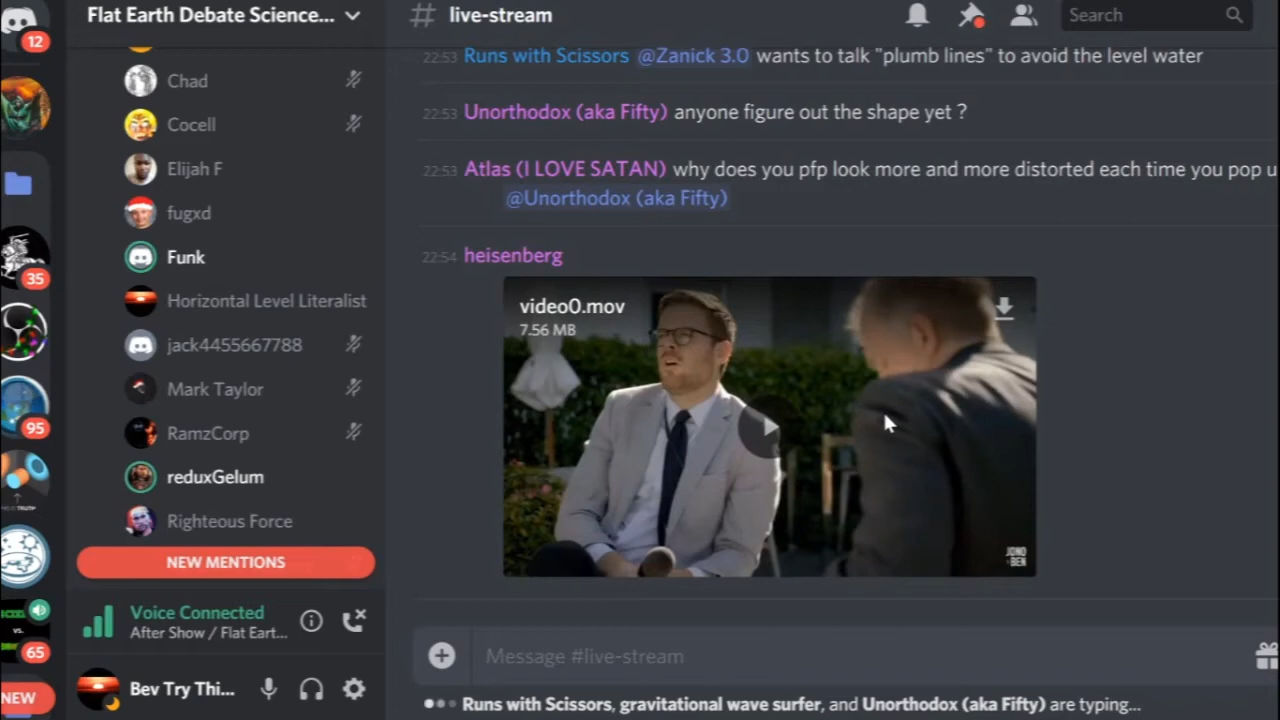 12
35
95
65
NEW
Flat Earth Debate Science...
Chad
Cocell
Elijah F
fugxd
Funk
Horizontal Level Literalist
jack4455667788
Mark Taylor
RamzCorp
reduxGelum
Righteous Force
NEW MENTIONS
Voice Connected
After Show / Flat Eart...
Bev Try Thi...
# live-stream
Search
22:53 Runs with Scissors @Zanick 3.0 wants to talk "plumb lines" to avoid the level water
22:53 Unorthodox (aka Fifty) anyone figure out the shape yet ?
22:53 Atlas (I LOVE SATAN) why does you pfp look more and more distorted each time you pop u
@Unorthodox (aka Fifty)
22:54 heisenberg
video0.mov
7.56 MB
JONO
&BEN
Message #live-stream
Runs with Scissors, gravitational wave surfer, and Unorthodox (aka Fifty) are typing...